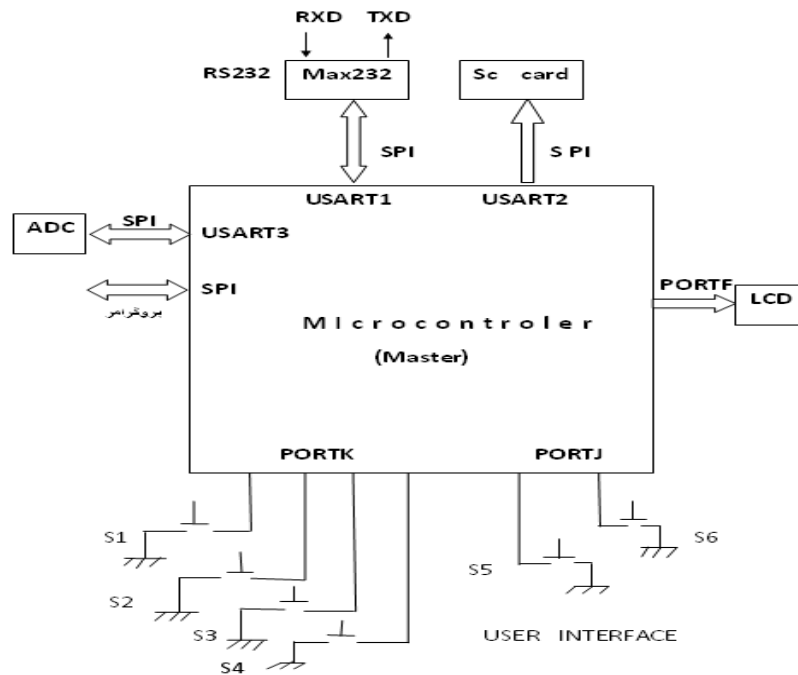 RXD TXD
RS232 Max232
Sc card
SPI
S PI
USART1 USART2
ADC
SPI
USART3
SPI
بروگرامر
PORTF
LCD
MIcrocontroler
(Master)
PORTK PORTJ
S1
S2
S3
S4
S5
S6
USER INTERFACE